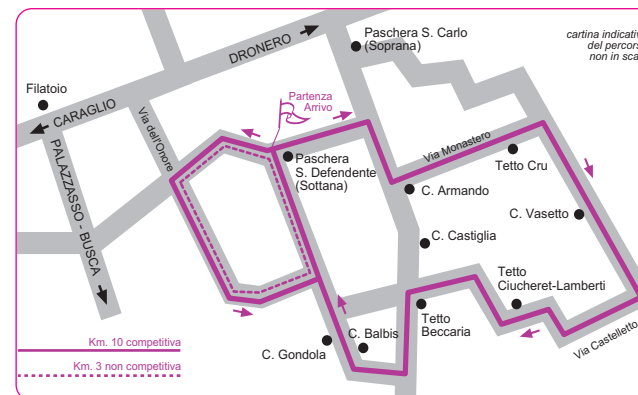 Paschera S. Carlo
(Soprana)
cartina indicativ
del percors
non in sca
DRONERO
Filatoio
Partenza
Arrivo
CARAGLIO
Via dell'Onore
PALAZZASSO - BUSCA
Via Monastero
Paschera
S. Defendente
(Sottana)
Tetto Cru
C. Armando
C. Vasetto
C. Castiglia
Tetto
Ciucheret-Lamberti
Tetto
Beccaria
C. Balbis
C. Gondola
Via Castelletto
Km. 10 competitiva
Km. 3 non competitiva